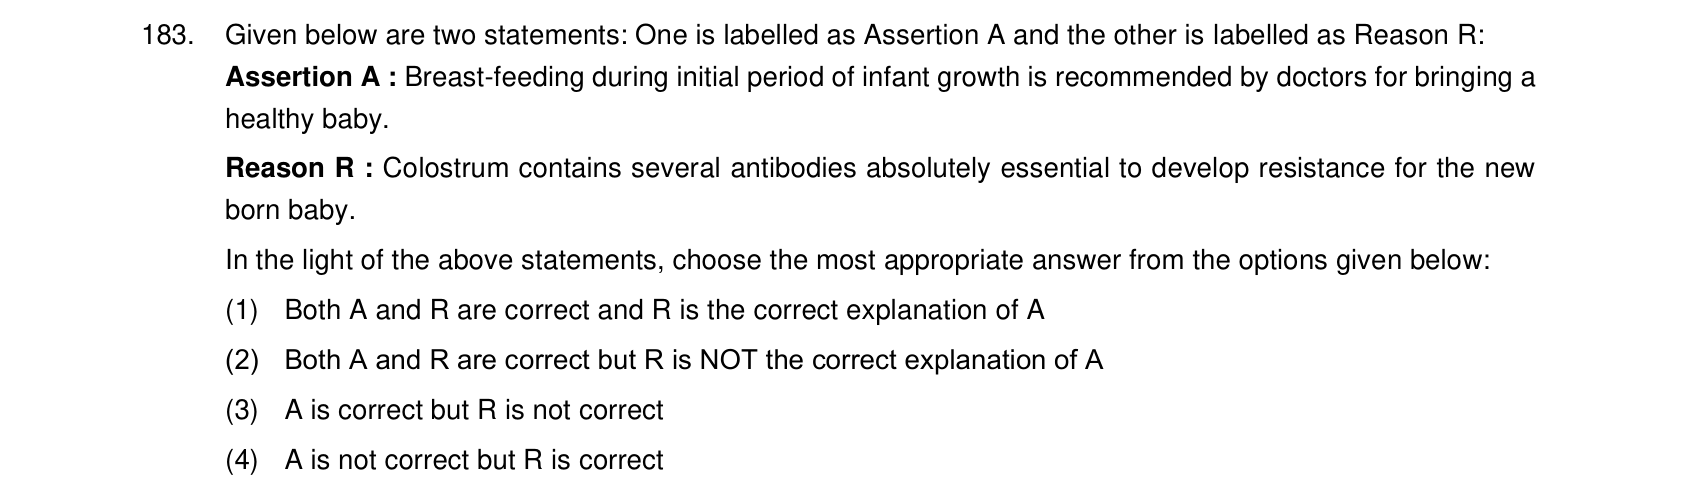 183. Given below are two statements: One is labelled as Assertion A and the other is labelled as Reason R:
Assertion A : Breast-feeding during initial period of infant growth is recommended by doctors for bringing a
healthy baby.
Reason R : Colostrum contains several antibodies absolutely essential to develop resistance for the new
born baby.
In the light of the above statements, choose the most appropriate answer from the options given below:
(1) Both A and R are correct and R is the correct explanation of A
(2) Both A and R are correct but R is NOT the correct explanation of A
(3) A is correct but R is not correct
(4) A is not correct but R is correct